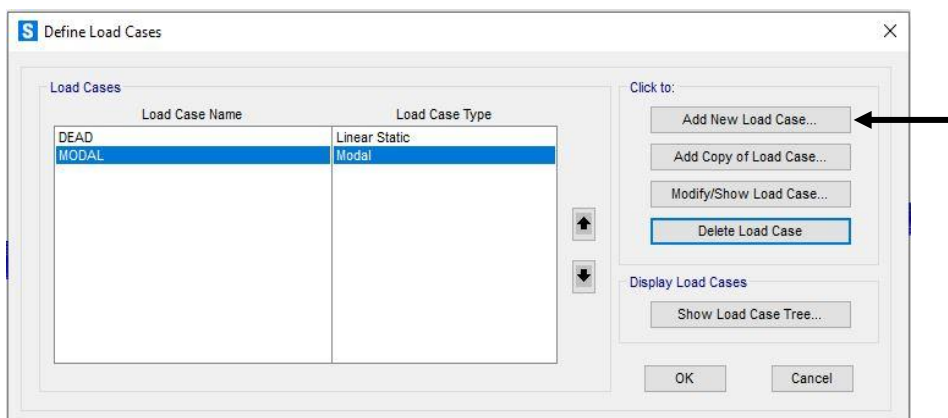 S Define Load Cases
Load Cases
Load Case Name Load Case Type
DEAD Linear Static
MODAL Modal
Click to:
Add New Load Case...
Add Copy of Load Case...
Modify/Show Load Case...
Delete Load Case
Display Load Cases
Show Load Case Tree...
OK Cancel